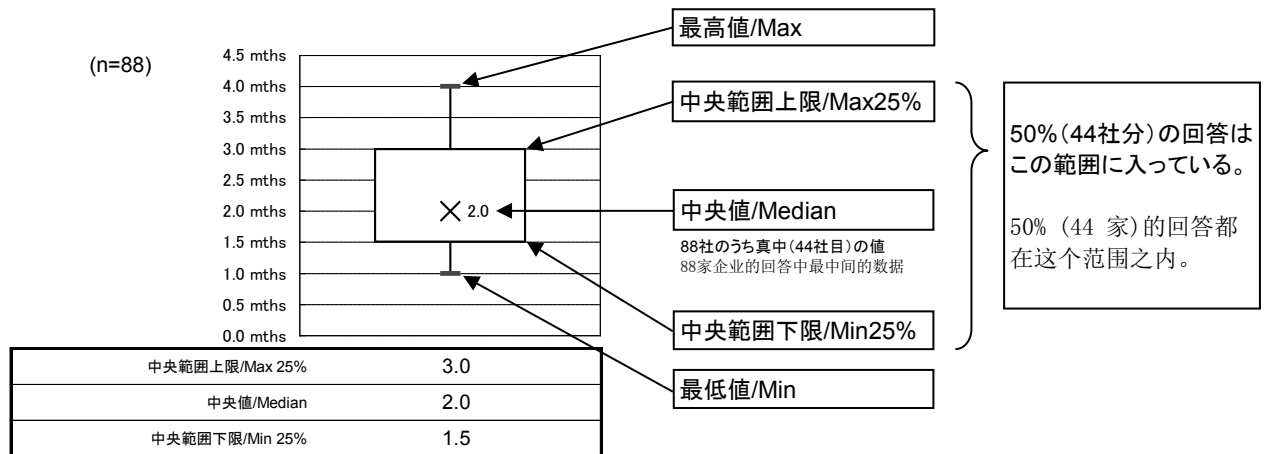 (n=88)
4.5 mths
4.0 mths
3.5 mths
3.0 mths
2.5 mths
2.0 mths
1.5 mths
1.0 mths
0.5 mths
0.0 mths
2.0
最高値/Max
中央範囲上限/Max25%
中央値/Median
88社のうち真中(44社目)の値
88家企业的回答中最中间的数据
中央範囲下限/Min25%
最低値/Min
50%(44社分)の回答は
この範囲に入っている。
50% (44 家)的回答都
在这个范围之内。
中央範囲上限/Max 25% 3.0
中央値/Median 2.0
中央範囲下限/Min 25% 1.5